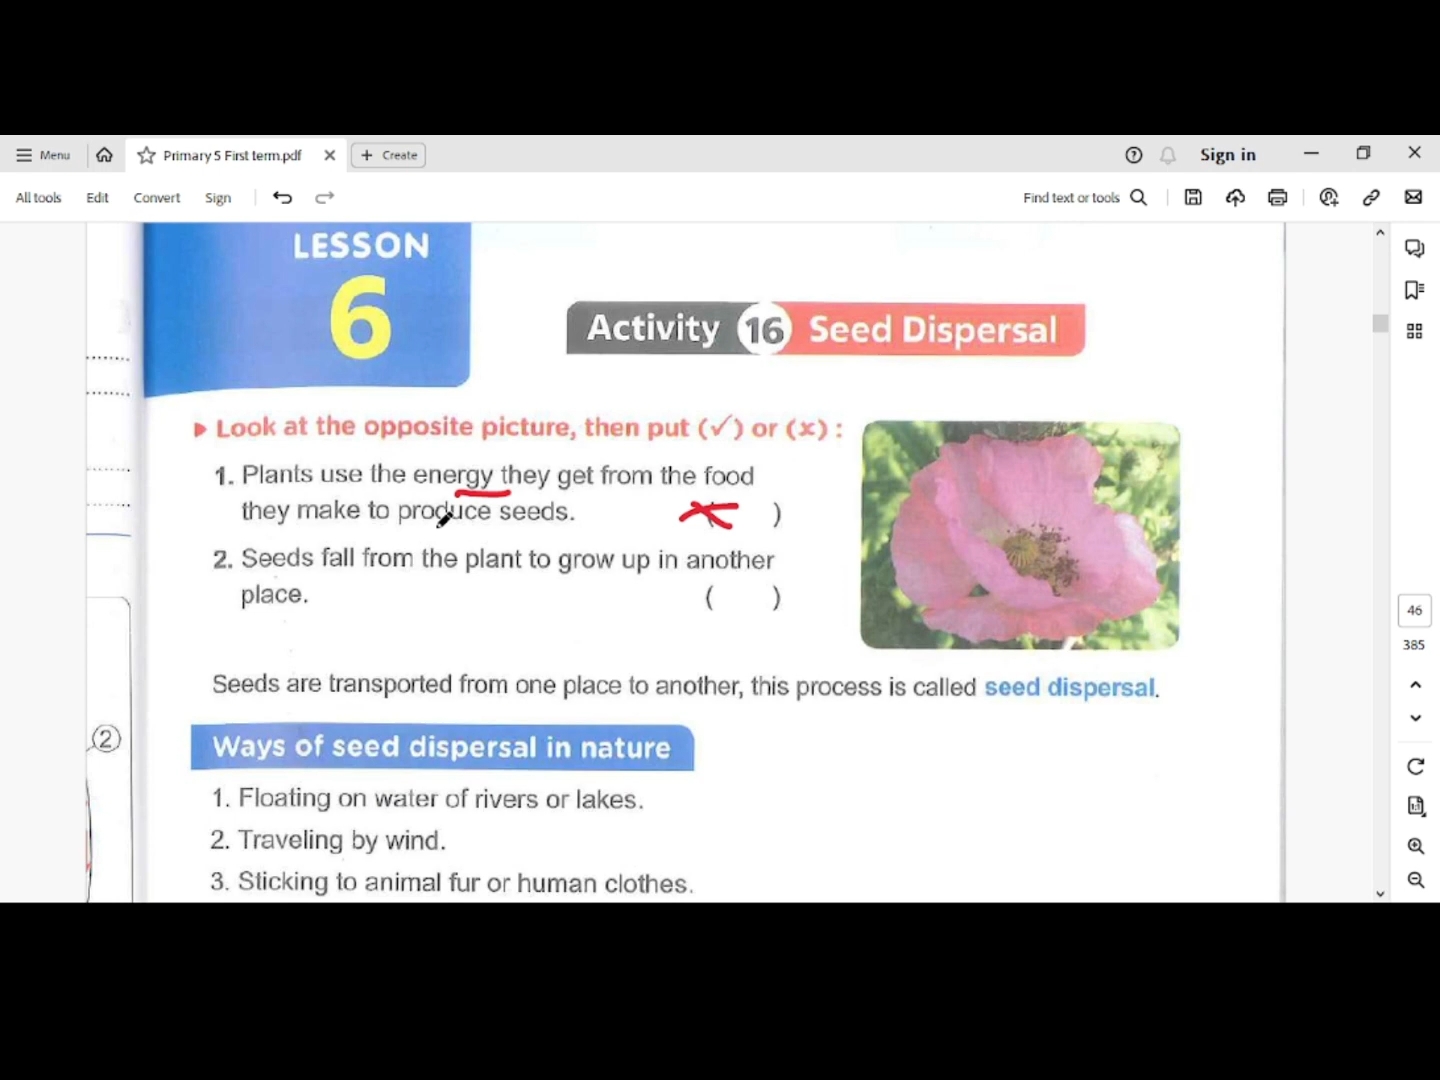 Menu
Primary 5 First term.pdf
Create
Sign in
All tools
Edit
Convert
Sign
Find text or tools
LESSON
6
Activity 16 Seed Dispersal
Look at the opposite picture, then put (✓) or (x) :
1. Plants use the energy they get from the food
they make to produce seeds. ( )
2. Seeds fall from the plant to grow up in another
place. ( )
Seeds are transported from one place to another, this process is called seed dispersal.
2
Ways of seed dispersal in nature
1. Floating on water of rivers or lakes.
2. Traveling by wind.
3. Sticking to animal fur or human clothes.
46
385